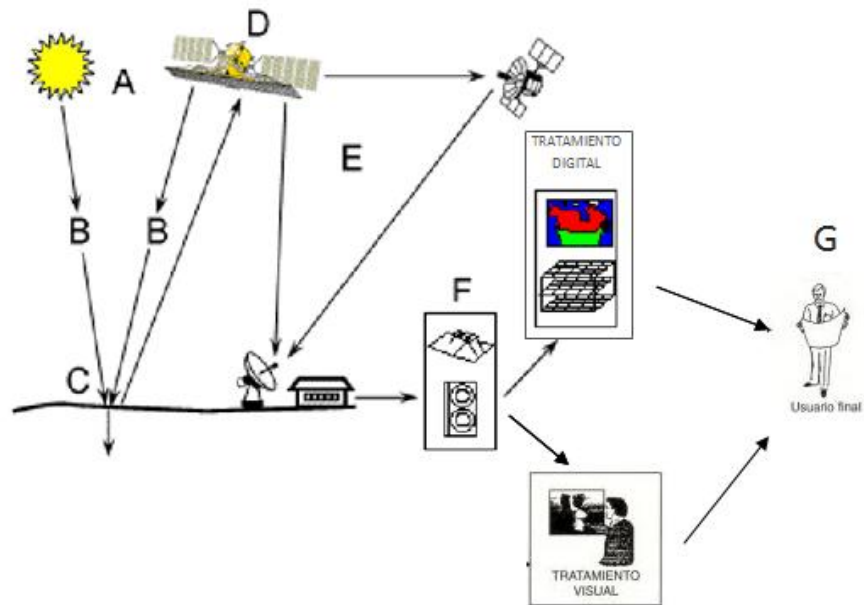 A
D
E
B
B
C
F
TRATAMIENTO
DIGITAL
G
Usuario final
TRATAMIENTO
VISUAL